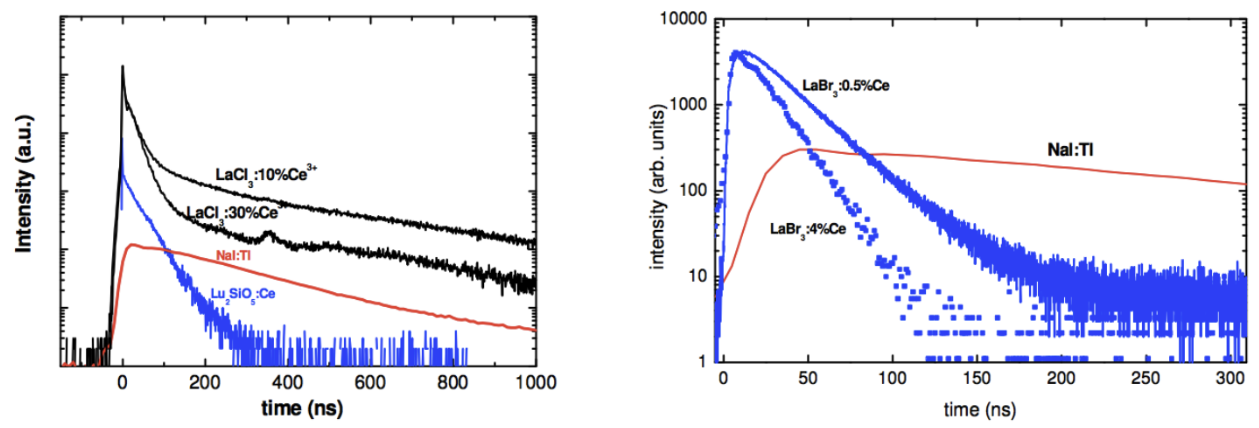 Intensity (a.u.)
LaCl3:10%Ce3+
LaCl3:30%Ce
NaI:Tl
Lu2SiO5:Ce
0
200
400
600
800
1000
time (ns)
10000
1000
100
10
1
intensity (arb. units)
LaBr3:0.5%Ce
NaI:Tl
LaBr3:4%Ce
0
50
100
150
200
250
300
time (ns)